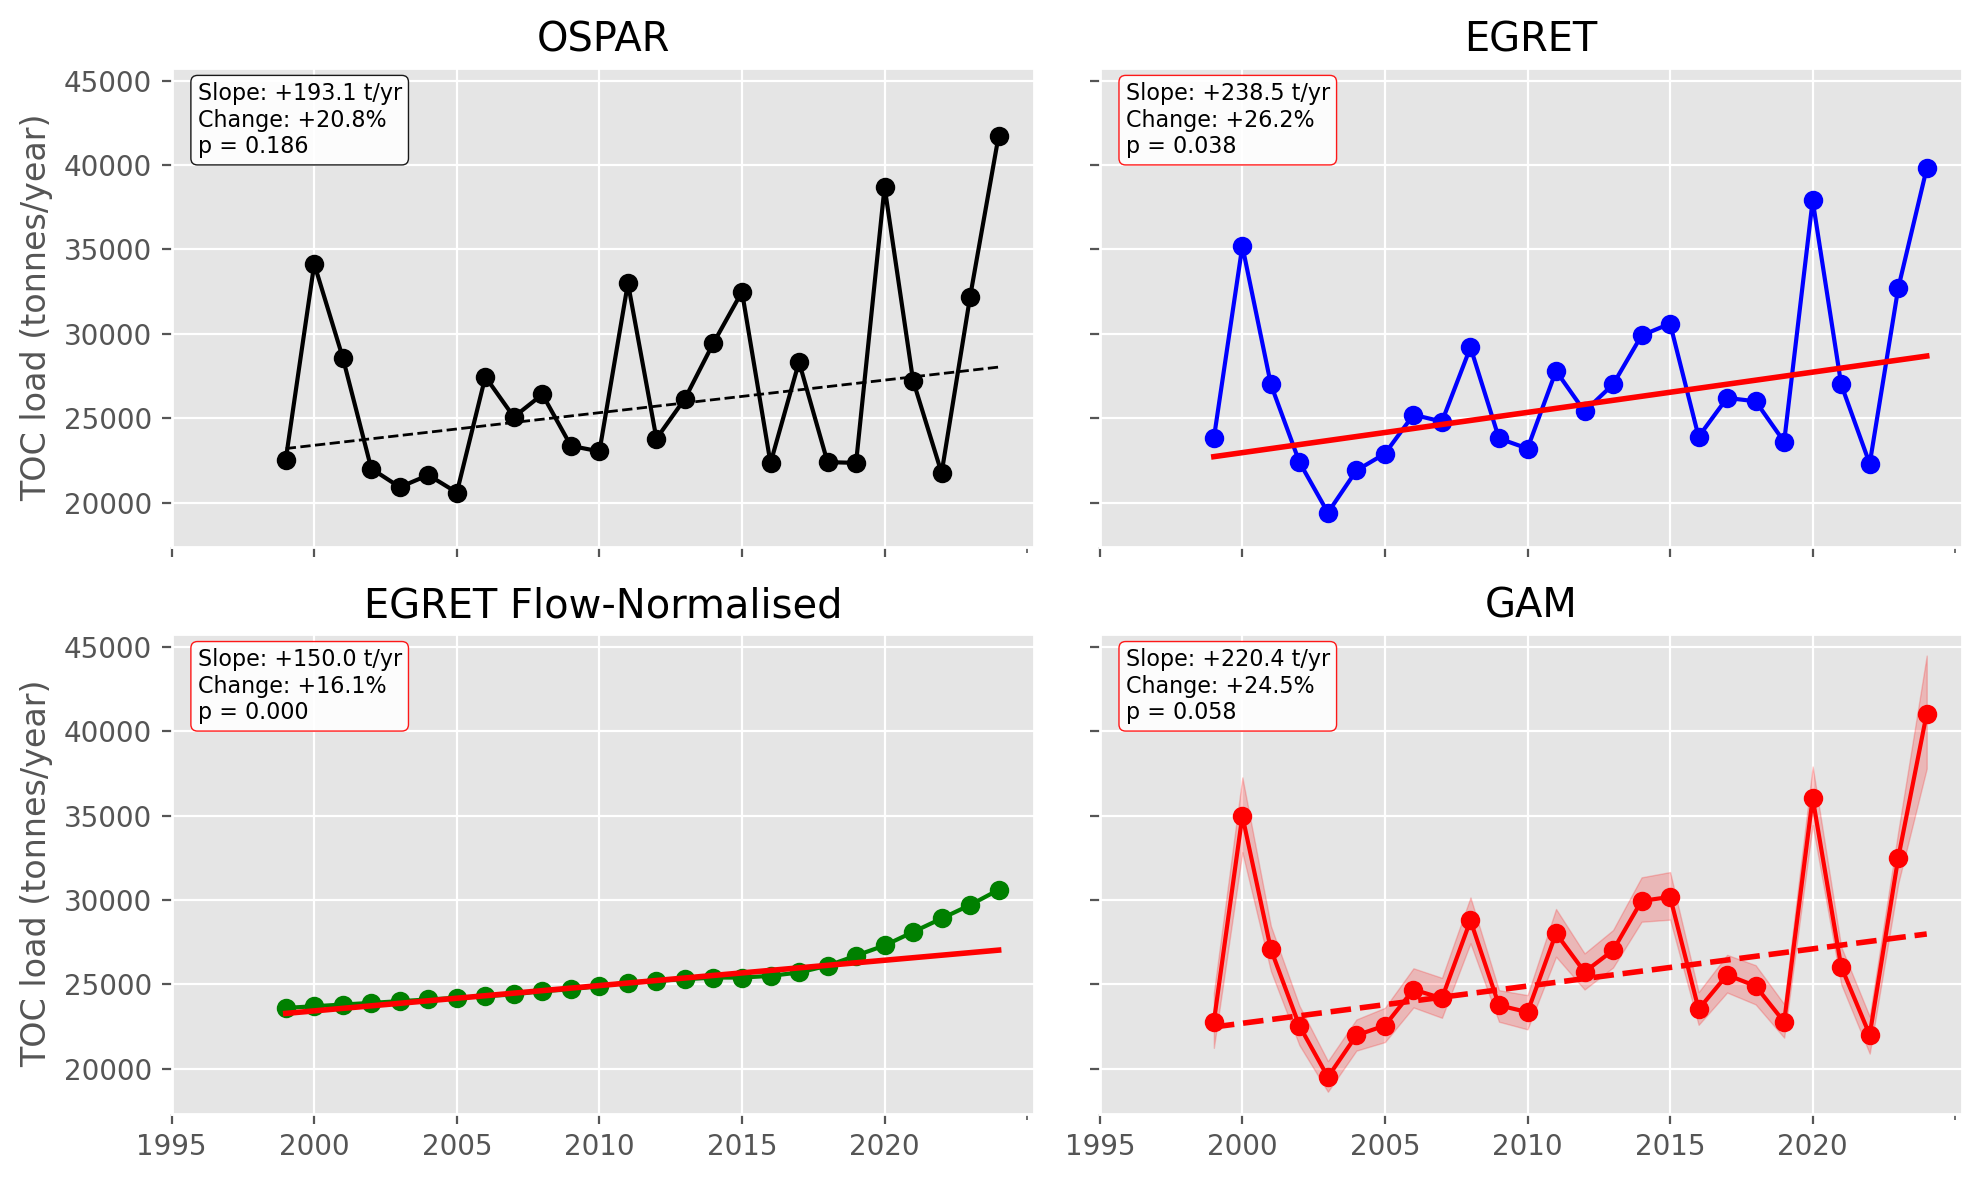 OSPAR
TOC load (tonnes/year)
45000
40000
35000
30000
25000
20000
Slope: +193.1 t/yr
Change: +20.8%
p = 0.186
EGRET
Slope: +238.5 t/yr
Change: +26.2%
p = 0.038
EGRET Flow-Normalised
TOC load (tonnes/year)
45000
40000
35000
30000
25000
20000
Slope: +150.0 t/yr
Change: +16.1%
p = 0.000
1995 2000 2005 2010 2015 2020
GAM
Slope: +220.4 t/yr
Change: +24.5%
p = 0.058
1995 2000 2005 2010 2015 2020